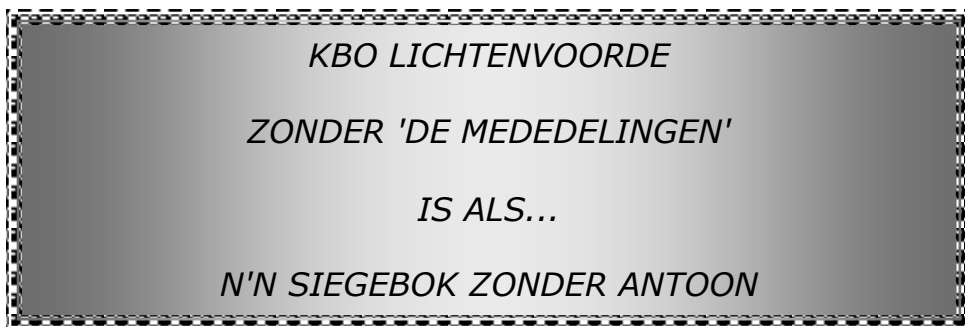 KBO LICHTENVOORDE
ZONDER 'DE MEDEDELINGEN'
IS ALS...
N'N SIEGEBOK ZONDER ANTOON